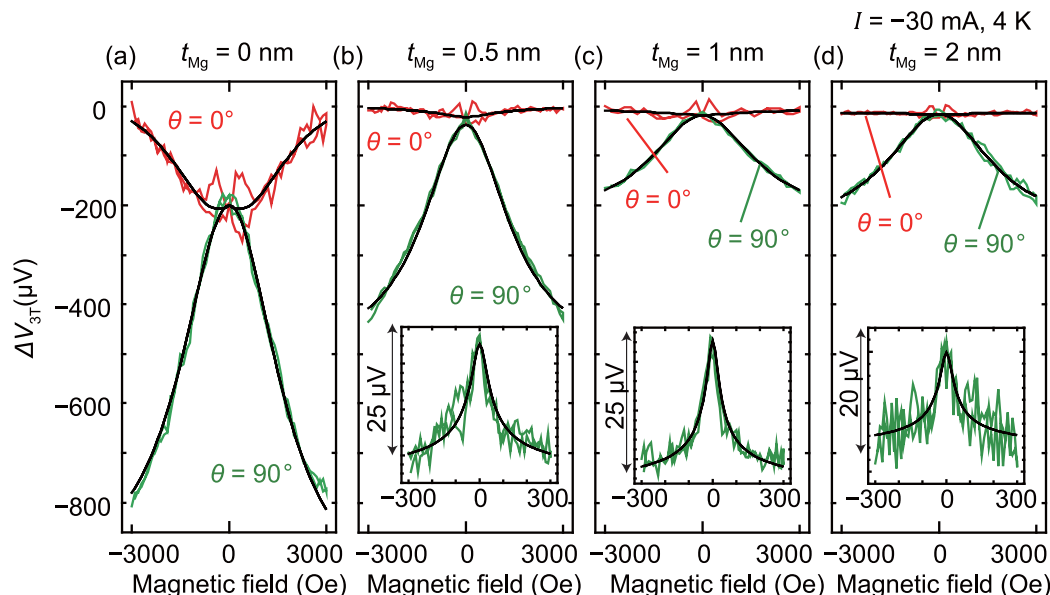 I = −30 mA, 4 K
(a) t_Mg = 0 nm
(b) t_Mg = 0.5 nm
(c) t_Mg = 1 nm
(d) t_Mg = 2 nm
ΔV_3T(μV)
0
−200
−400
−600
−800
θ = 0°
θ = 90°
−3000 0 3000
Magnetic field (Oe)
θ = 0°
θ = 90°
25 μV
−300 0 300
−3000 0 3000
Magnetic field (Oe)
θ = 0°
θ = 90°
25 μV
−300 0 300
−3000 0 3000
Magnetic field (Oe)
θ = 0°
θ = 90°
20 μV
−300 0 300
−3000 0 3000
Magnetic field (Oe)